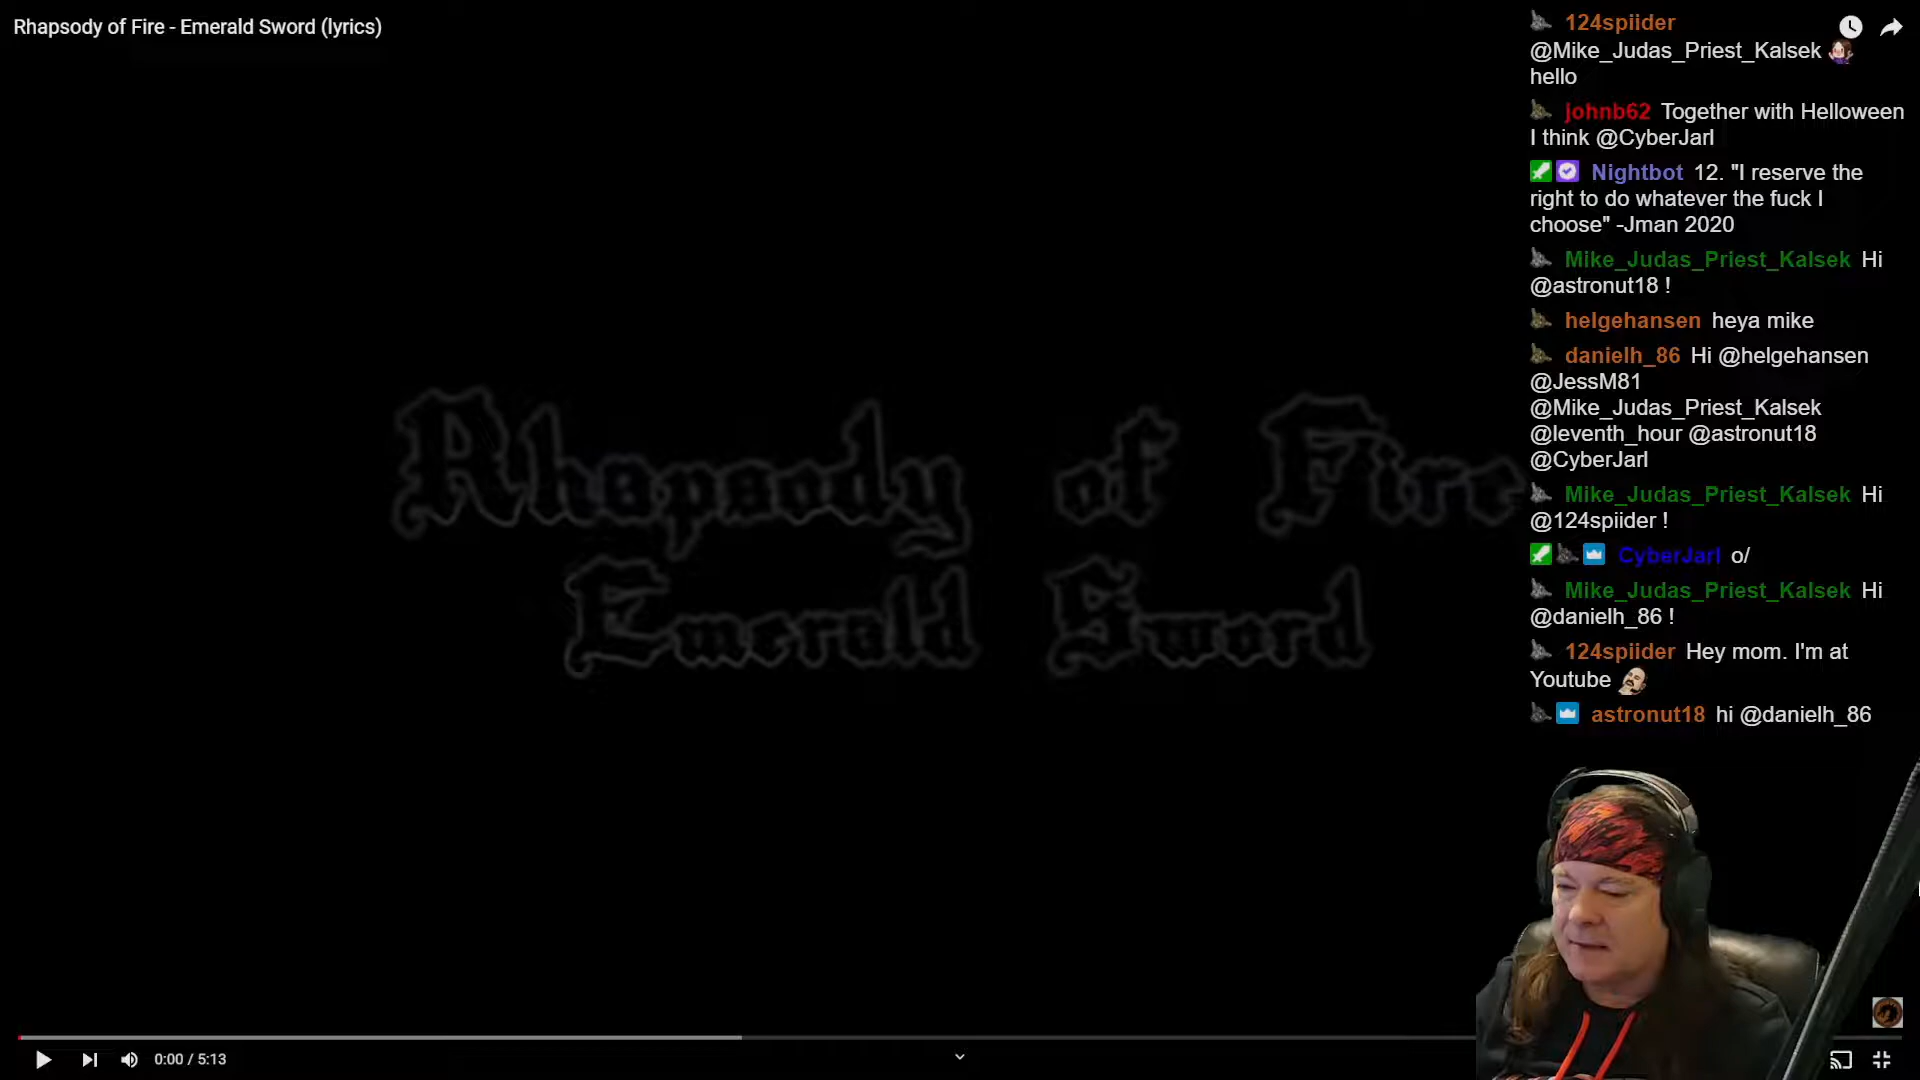 Rhapsody of Fire - Emerald Sword (lyrics)
Rhapsody of Fire
Emerald Sword
124spiider
@Mike_Judas_Priest_Kalsek
hello
johnb62 Together with Helloween
I think @CyberJarl
Nightbot 12. "I reserve the
right to do whatever the fuck I
choose" -Jman 2020
Mike_Judas_Priest_Kalsek Hi
@astronut18 !
helgehansen heya mike
danielh_86 Hi @helgehansen
@JessM81
@Mike_Judas_Priest_Kalsek
@leventh_hour @astronut18
@CyberJarl
Mike_Judas_Priest_Kalsek Hi
@124spiider !
CyberJarl o/
Mike_Judas_Priest_Kalsek Hi
@danielh_86 !
124spiider Hey mom. I'm at
Youtube
astronut18 hi @danielh_86
0:00 / 5:13